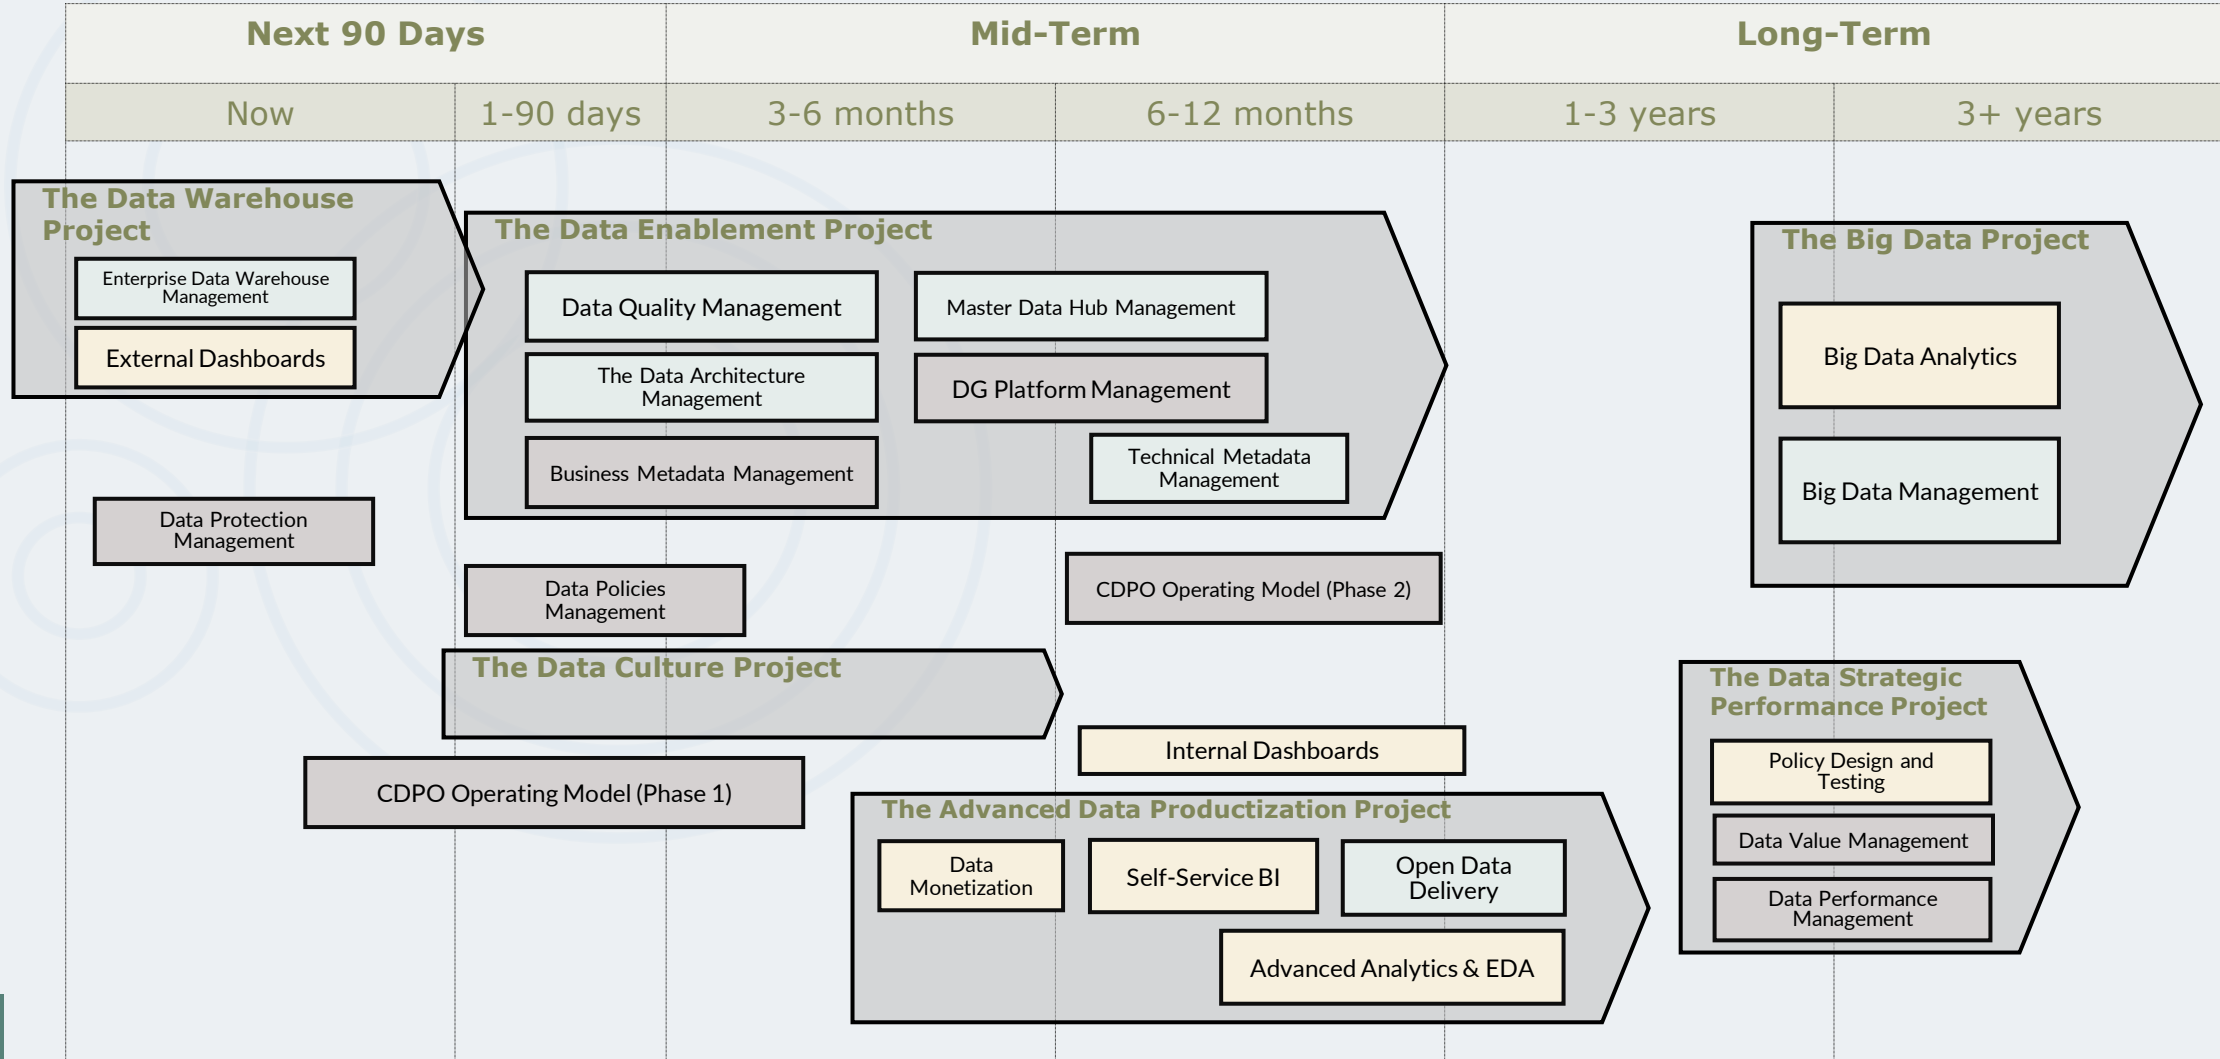 Next 90 Days
Mid-Term
Long-Term
Now
1-90 days
3-6 months
6-12 months
1-3 years
3+ years
The Data Warehouse
Project
Enterprise Data Warehouse
Management
External Dashboards
The Data Enablement Project
Data Quality Management
Master Data Hub Management
The Data Architecture
Management
DG Platform Management
Business Metadata Management
Technical Metadata
Management
The Big Data Project
Big Data Analytics
Big Data Management
Data Protection
Management
Data Policies
Management
CDPO Operating Model (Phase 2)
The Data Culture Project
CDPO Operating Model (Phase 1)
Internal Dashboards
The Advanced Data Productization Project
Data
Monetization
Self-Service BI
Open Data
Delivery
Advanced Analytics & EDA
The Data Strategic
Performance Project
Policy Design and
Testing
Data Value Management
Data Performance
Management